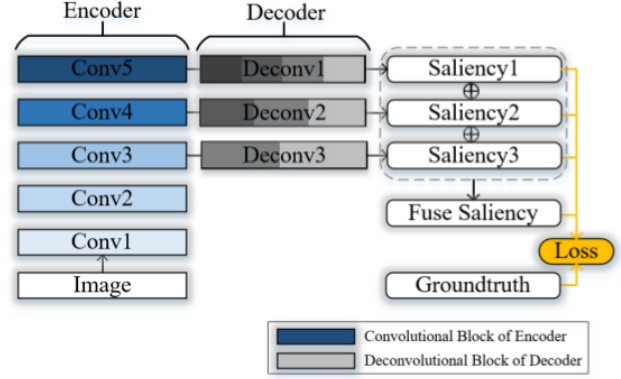 Encoder Decoder
Conv5 Deconv1 Saliency1
Conv4 Deconv2 Saliency2
Conv3 Deconv3 Saliency3
Conv2
Fuse Saliency
Conv1
Loss
Image
Groundtruth
Convolutional Block of Encoder
Deconvolutional Block of Decoder